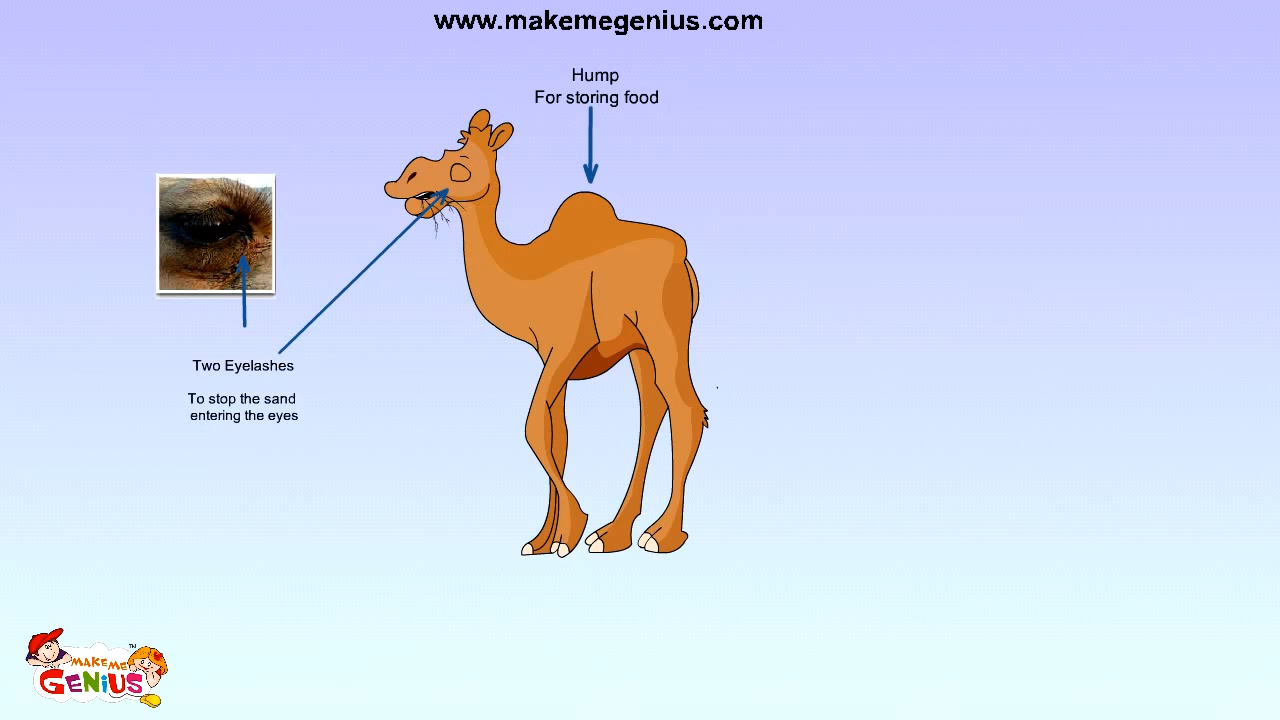 www.makemegenius.com
Hump
For storing food
Two Eyelashes
To stop the sand
entering the eyes
MAKE ME
GENiUS
TM